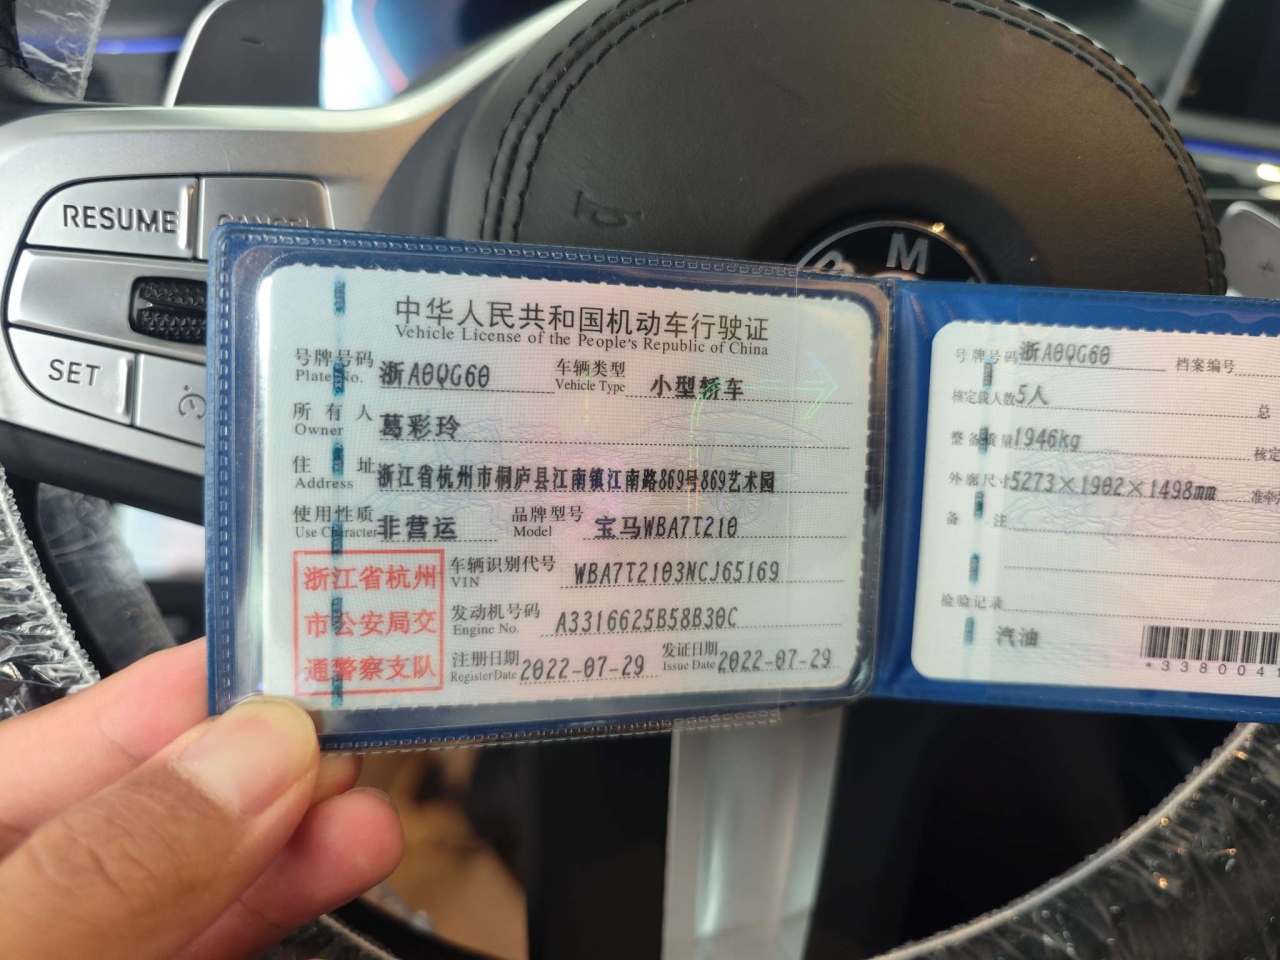 RESUME
CANCEL
SET
M
中华人民共和国机动车行驶证
Vehicle License of the People's Republic of China
号牌号码 浙A0QG60 车辆类型 小型轿车
Plate No. Vehicle Type
所有人 葛彩玲
Owner
住址 浙江省杭州市桐庐县江南镇江南路869号869艺术园
Address
使用性质 非营运 品牌型号 宝马WBA7T210
Use Character Model
浙江省杭州
市公安局交
通警察支队
车辆识别代号 WBA7T2103NCJ65169
VIN
发动机号码 A3316625B58B30C
Engine No.
注册日期 2022-07-29 发证日期 2022-07-29
Register Date Issue Date
号牌号码 浙A0QG60 档案编号
核定载人数 5人 总
整备质量 1946kg 核定
外廓尺寸 5273×1902×1498mm 准牵
备注
检验记录
汽油
*338004